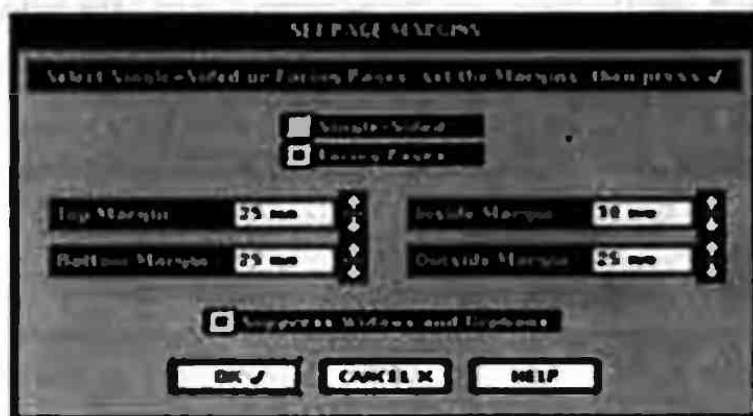 SET PAGE MARGINS
Select Single-Sided or Facing Pages, set the Margins, then press ✓
Single-Sided
Facing Pages
Top Margin 25 mm
Inside Margin mm
Bottom Margin 25 mm
Outside Margin 25 mm
Suppress Widows and Orphans
OK ✓ CANCEL X HELP